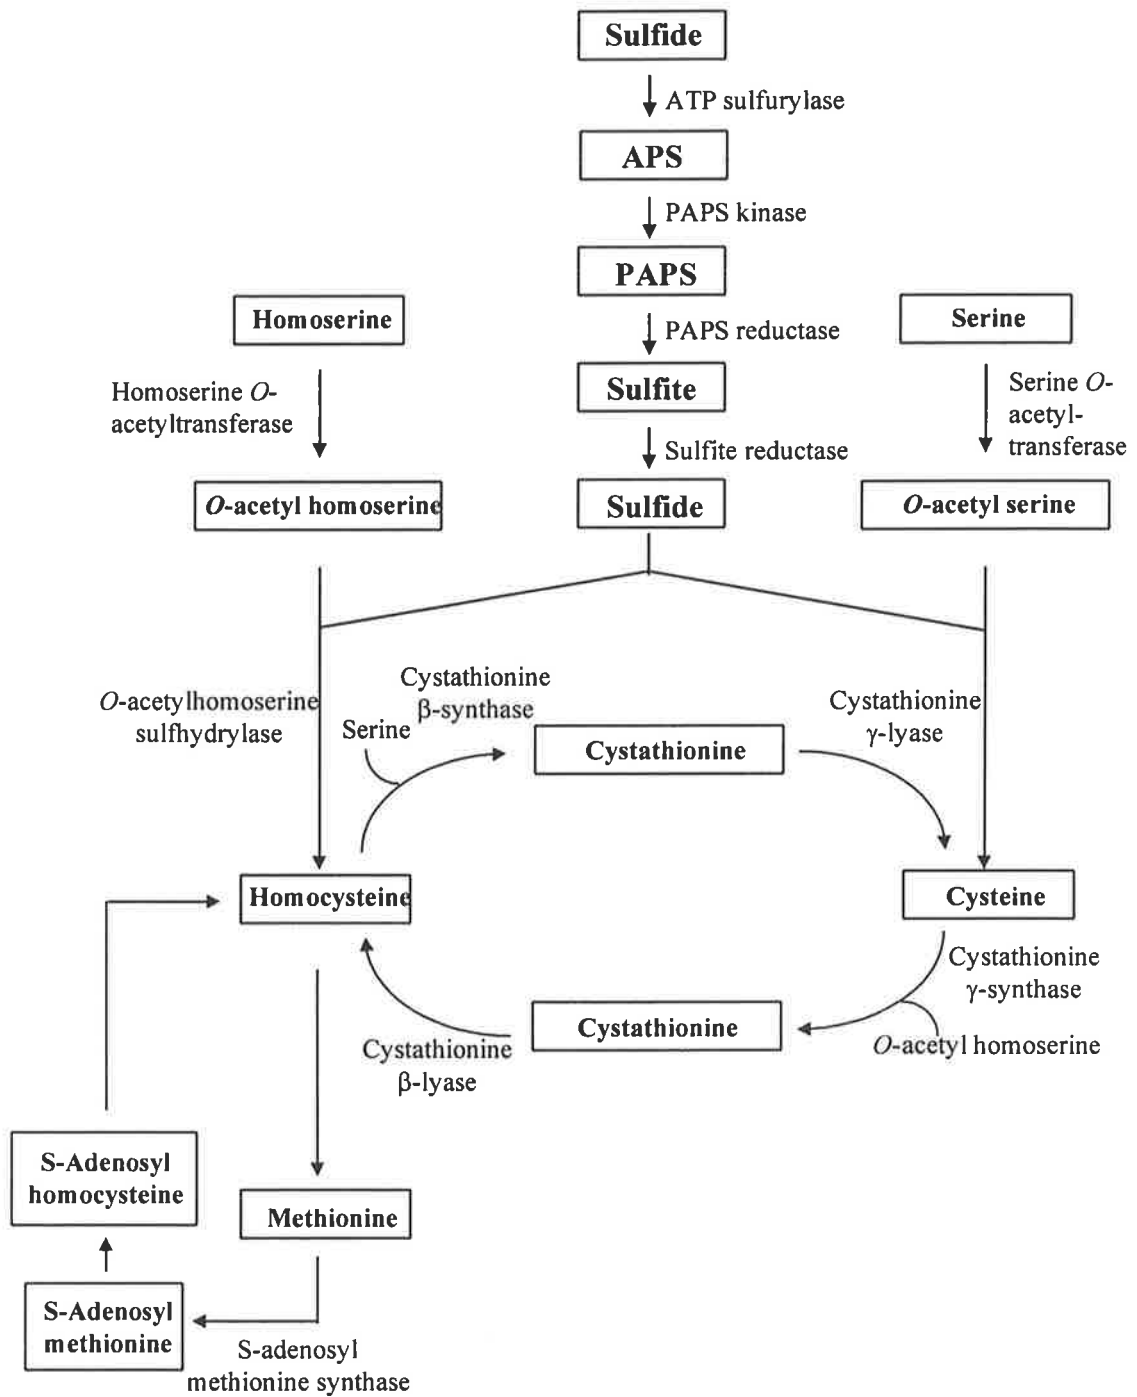 Sulfide
ATP sulfurylase
APS
PAPS kinase
PAPS
PAPS reductase
Homoserine
Serine
Homoserine O-
acetyltransferase
Sulfite
Serine O-
acetyl-
transferase
Sulfite reductase
O-acetyl homoserine
Sulfide
O-acetyl serine
O-acetylhomoserine
sulfhydrylase
Cystathionine
β-synthase
Serine
Cystathionine
Cystathionine
γ-lyase
Homocysteine
Cysteine
Cystathionine
γ-synthase
O-acetyl homoserine
Cystathionine
Cystathionine
β-lyase
S-Adenosyl
homocysteine
Methionine
S-Adenosyl
methionine
S-adenosyl
methionine synthase